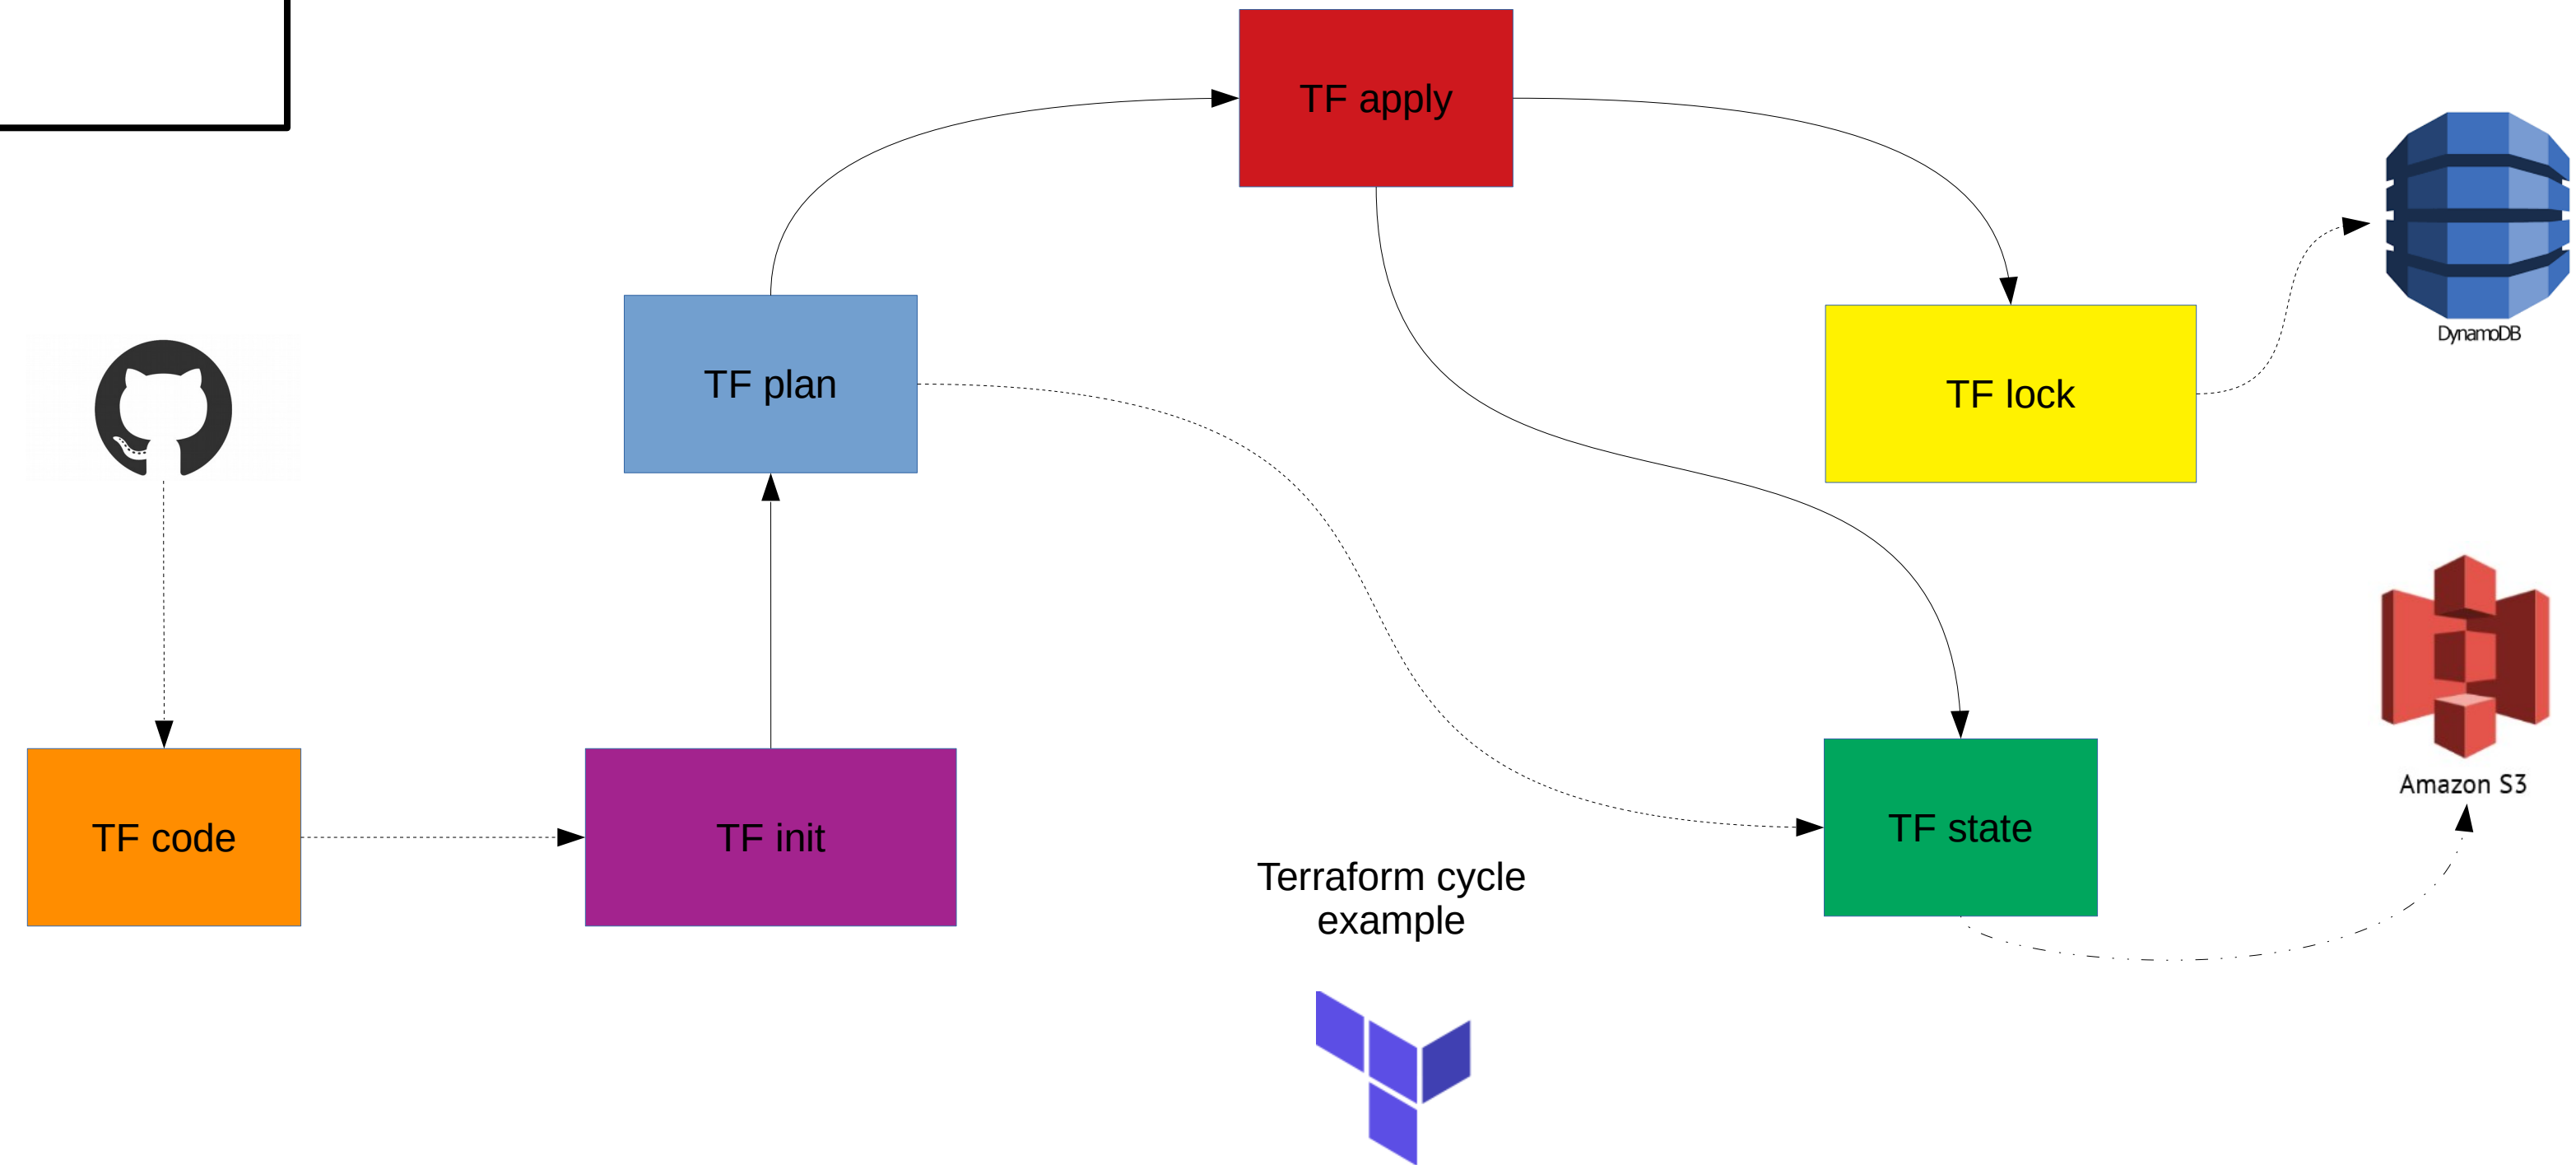 TF apply
DynamoDB
TF plan
TF lock
Amazon S3
TF code
TF init
TF state
Terraform cycle
example